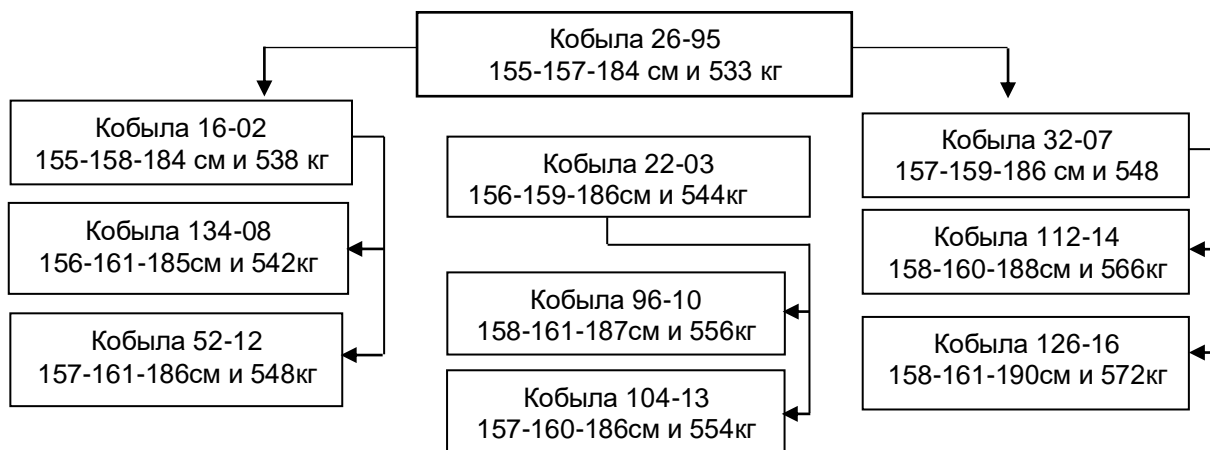 Кобыла 26-95
155-157-184 см и 533 кг
Кобыла 16-02
155-158-184 см и 538 кг
Кобыла 22-03
156-159-186см и 544кг
Кобыла 32-07
157-159-186 см и 548
Кобыла 134-08
156-161-185см и 542кг
Кобыла 112-14
158-160-188см и 566кг
Кобыла 96-10
158-161-187см и 556кг
Кобыла 52-12
157-161-186см и 548кг
Кобыла 126-16
158-161-190см и 572кг
Кобыла 104-13
157-160-186см и 554кг